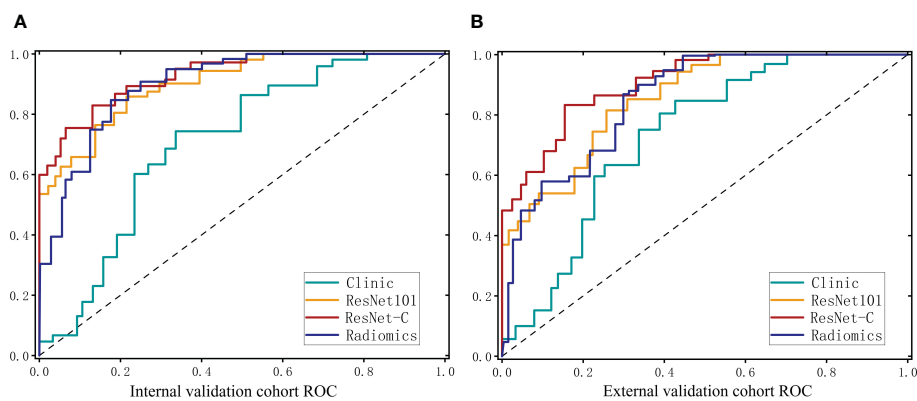 A
B
1.0
0.8
0.6
0.4
0.2
0.0
Clinic
ResNet101
ResNet-C
Radiomics
0.0 0.2 0.4 0.6 0.8 1.0
Internal validation cohort ROC
1.0
0.8
0.6
0.4
0.2
0.0
Clinic
ResNet101
ResNet-C
Radiomics
0.0 0.2 0.4 0.6 0.8 1.0
External validation cohort ROC